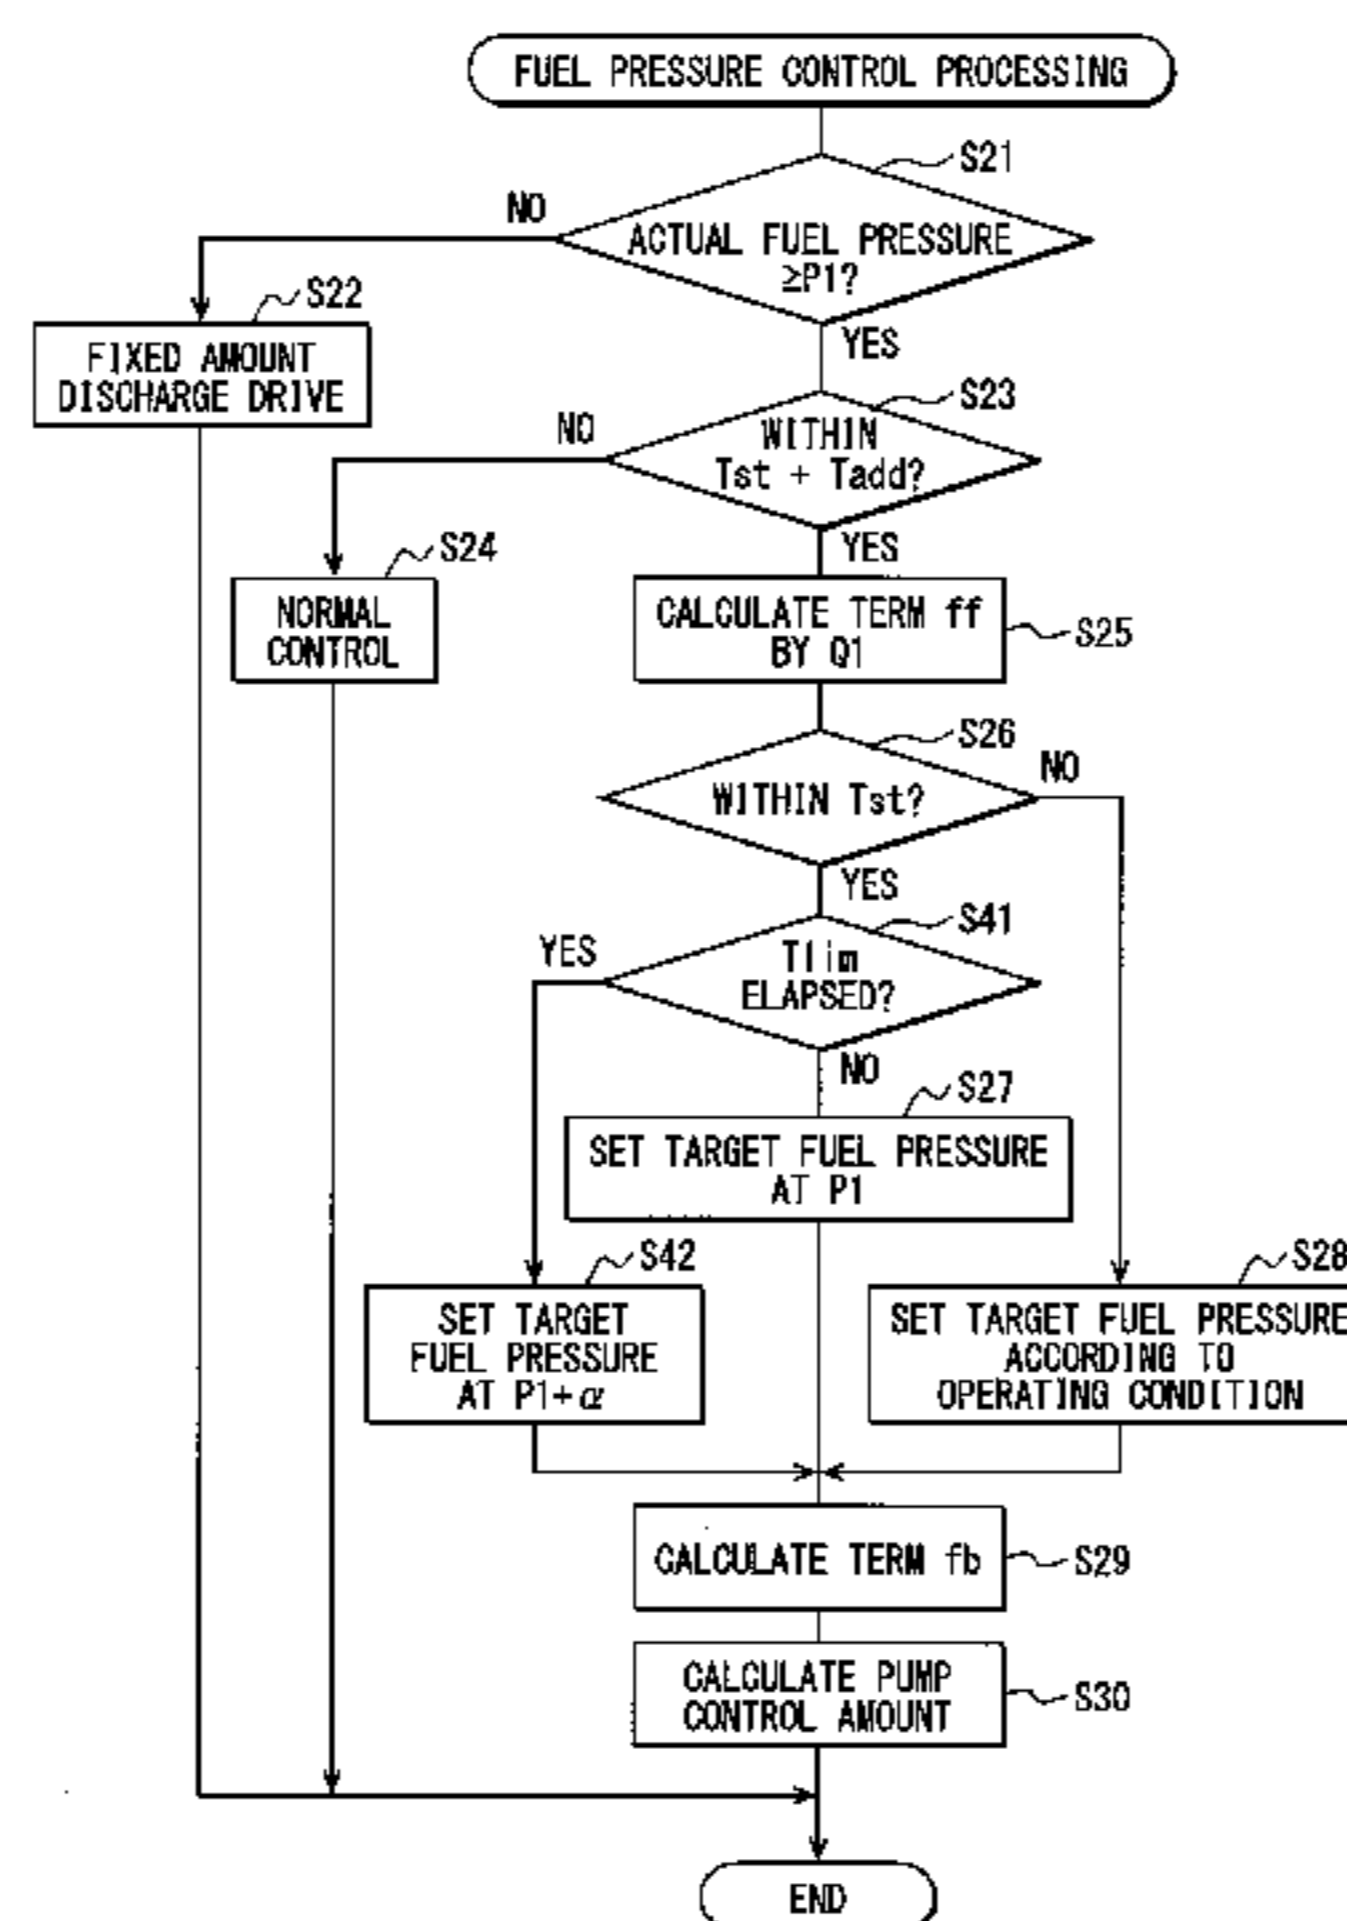 FUEL PRESSURE CONTROL PROCESSING
S21
NO
ACTUAL FUEL PRESSURE
≥P1?
YES
S22
FIXED AMOUNT
DISCHARGE DRIVE
S23
NO
WITHIN
Tst + Tadd?
YES
S24
NORMAL
CONTROL
CALCULATE TERM ff
BY Q1
S25
S26
NO
WITHIN Tst?
YES
S41
YES
Tlim
ELAPSED?
NO
S27
SET TARGET FUEL PRESSURE
AT P1
S42
SET TARGET
FUEL PRESSURE
AT P1+α
S28
SET TARGET FUEL PRESSURE
ACCORDING TO
OPERATING CONDITION
CALCULATE TERM fb
S29
CALCULATE PUMP
CONTROL AMOUNT
S30
END